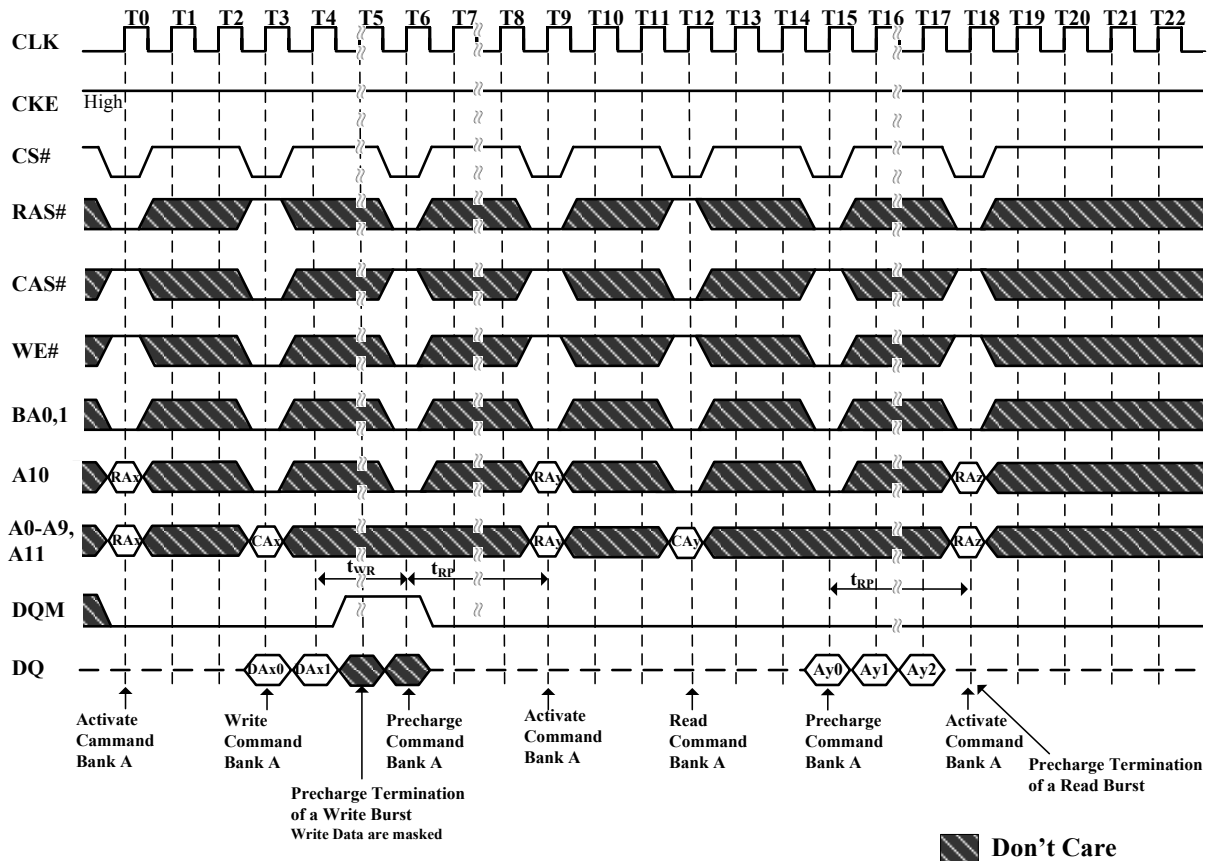 T0 T1 T2 T3 T4 T5 T6 T7 T8 T9 T10 T11 T12 T13 T14 T15 T16 T17 T18 T19 T20 T21 T22
CLK
CKE High
CS#
RAS#
CAS#
WE#
BA0,1
A10 RAx RAy RAz
A0-A9,
A11
RAx CAx RAy CAy RAz
tWR tRP tRP
DQM
DQ DAx0 DAx1 Ay0 Ay1 Ay2
Activate
Cammand
Bank A
Write
Command
Bank A
Precharge
Command
Bank A
Activate
Command
Bank A
Read
Command
Bank A
Precharge
Command
Bank A
Activate
Command
Bank A
Precharge Termination
of a Write Burst
Write Data are masked
Precharge Termination
of a Read Burst
Don't Care